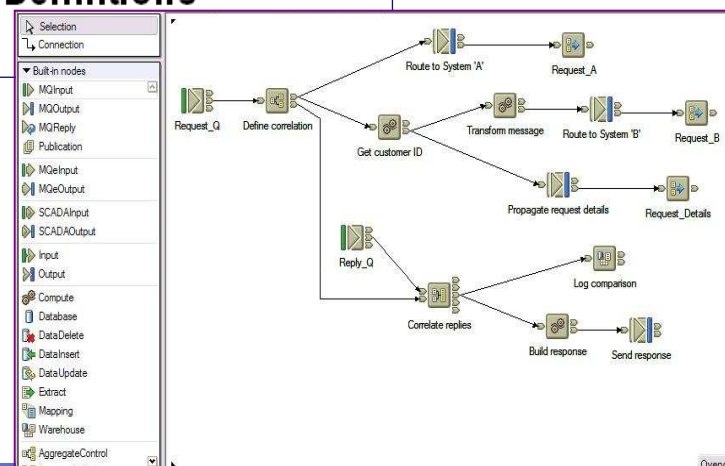 Definitions
Selection
Connection
Built-in nodes
MQInput
MQOutput
MQReply
Publication
MQeInput
MQeOutput
SCADAInput
SCADAOutput
Input
Output
Compute
Database
DataDelete
DataInsert
DataUpdate
Extract
Mapping
Warehouse
AggregateControl
Route to System 'A'
Request_A
Request_Q
Define correlation
Get customer ID
Transform message
Route to System 'B'
Request_B
Propagate request details
Request_Details
Reply_Q
Log comparison
Correlate replies
Build response
Send response